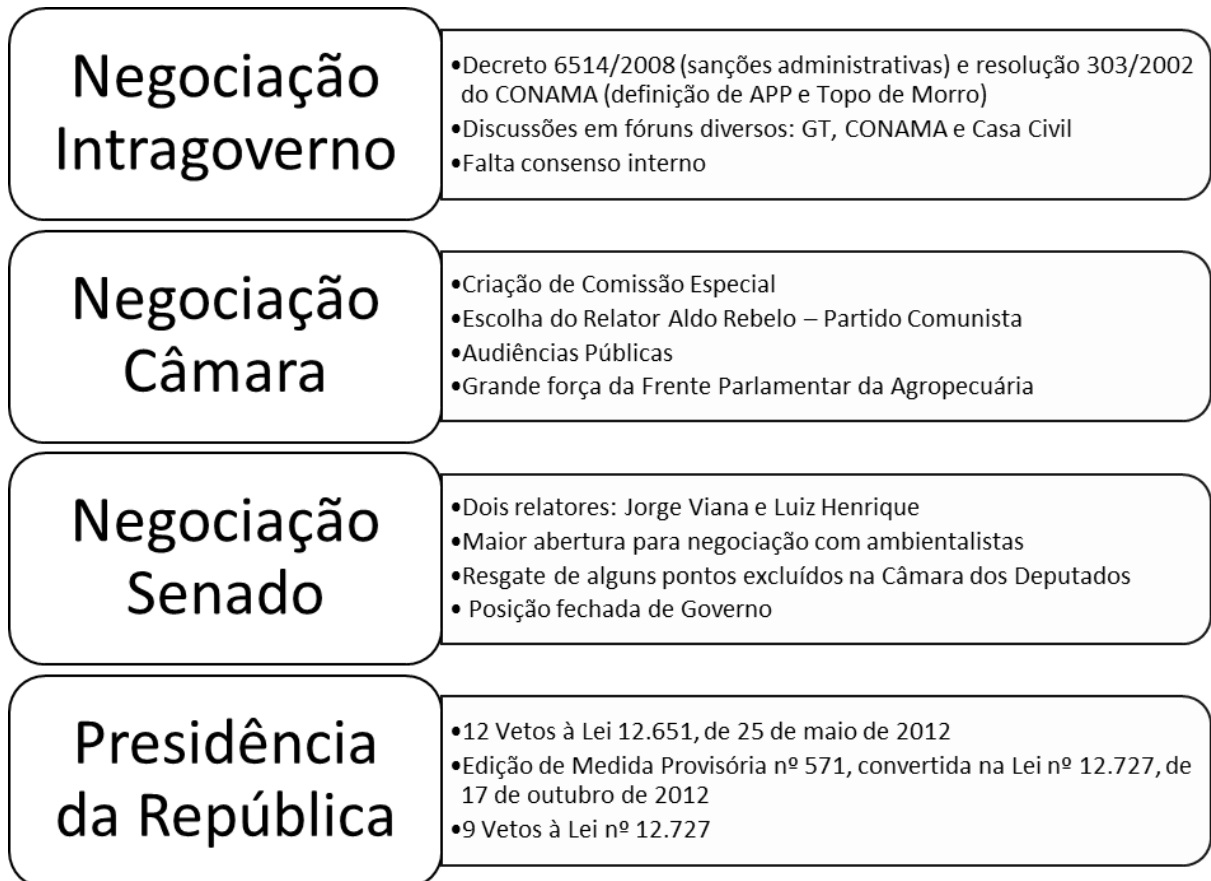 Negociação
Intragoverno
•Decreto 6514/2008 (sanções administrativas) e resolução 303/2002
do CONAMA (definição de APP e Topo de Morro)
•Discussões em fóruns diversos: GT, CONAMA e Casa Civil
•Falta consenso interno
Negociação
Câmara
•Criação de Comissão Especial
•Escolha do Relator Aldo Rebelo – Partido Comunista
•Audiências Públicas
•Grande força da Frente Parlamentar da Agropecuária
Negociação
Senado
•Dois relatores: Jorge Viana e Luiz Henrique
•Maior abertura para negociação com ambientalistas
•Resgate de alguns pontos excluídos na Câmara dos Deputados
• Posição fechada de Governo
Presidência
da República
•12 Vetos à Lei 12.651, de 25 de maio de 2012
•Edição de Medida Provisória nº 571, convertida na Lei nº 12.727, de
17 de outubro de 2012
•9 Vetos à Lei nº 12.727